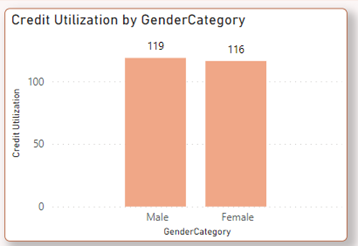 Credit Utilization by GenderCategory
119
116
Credit Utilization
100
50
0
Male Female
GenderCategory